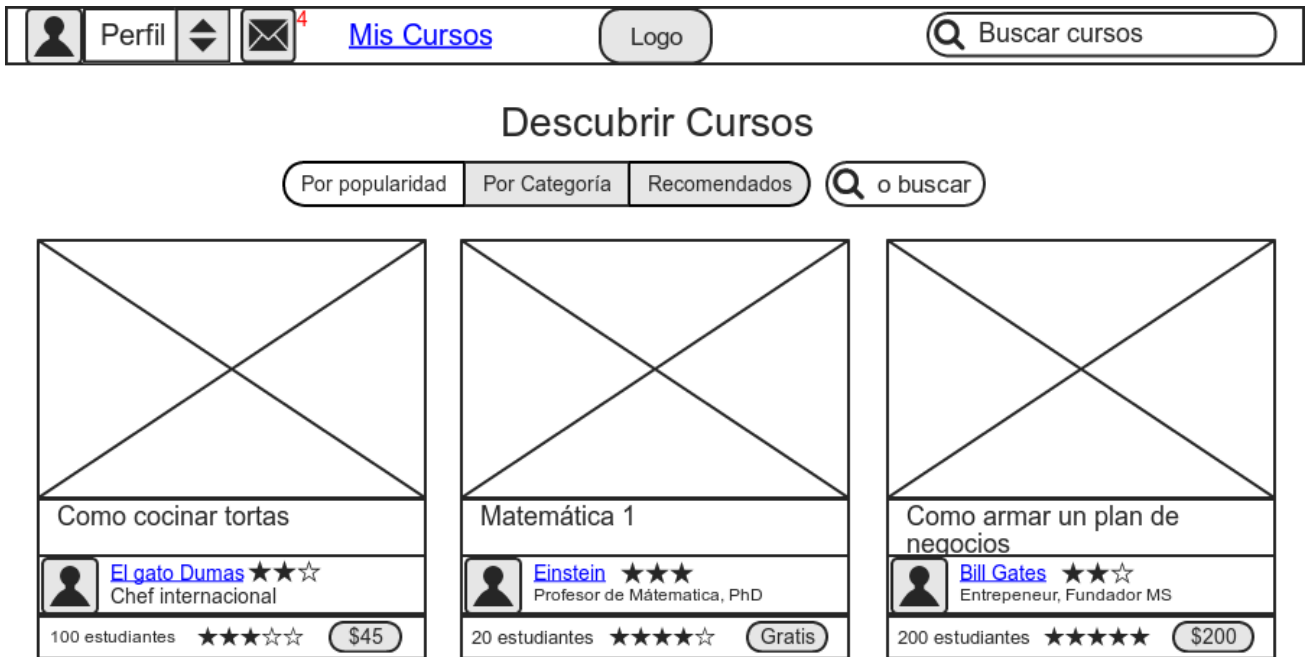 Perfil 4 Mis Cursos Logo Buscar cursos
Descubrir Cursos
Por popularidad Por Categoría Recomendados o buscar
Como cocinar tortas
El gato Dumas
Chef internacional
100 estudiantes $45
Matemática 1
Einstein
Profesor de Mátematica, PhD
20 estudiantes Gratis
Como armar un plan de
negocios
Bill Gates
Entrepeneur, Fundador MS
200 estudiantes $200